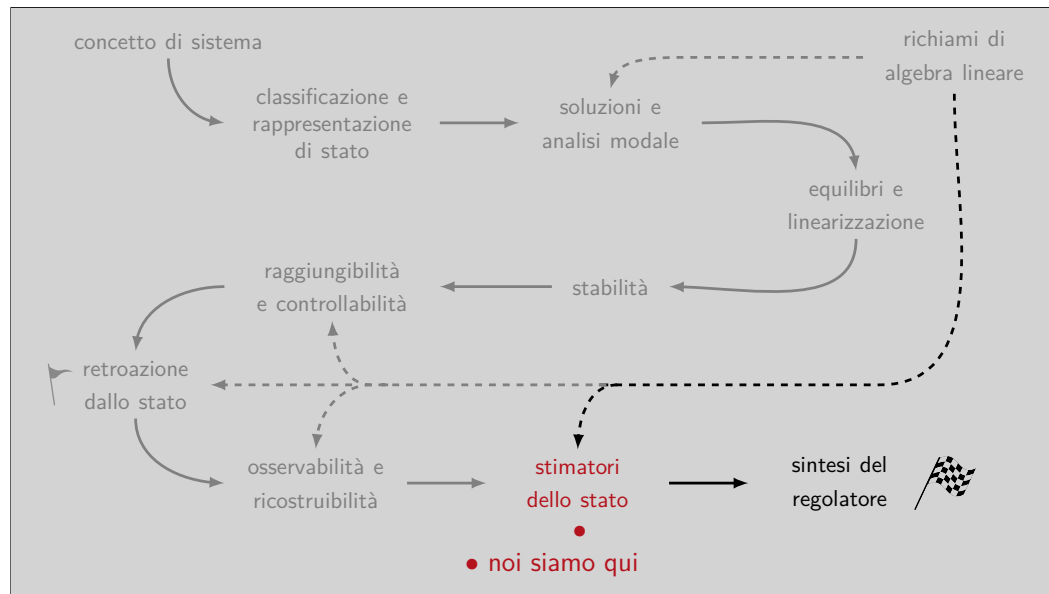 concetto di sistema
richiami di
algebra lineare
classificazione e
rappresentazione
di stato
soluzioni e
analisi modale
equilibri e
linearizzazione
stabilità
raggiungibilità
e controllabilità
retroazione
dallo stato
osservabilità e
ricostruibilità
stimatori
dello stato
sintesi del
regolatore
• noi siamo qui